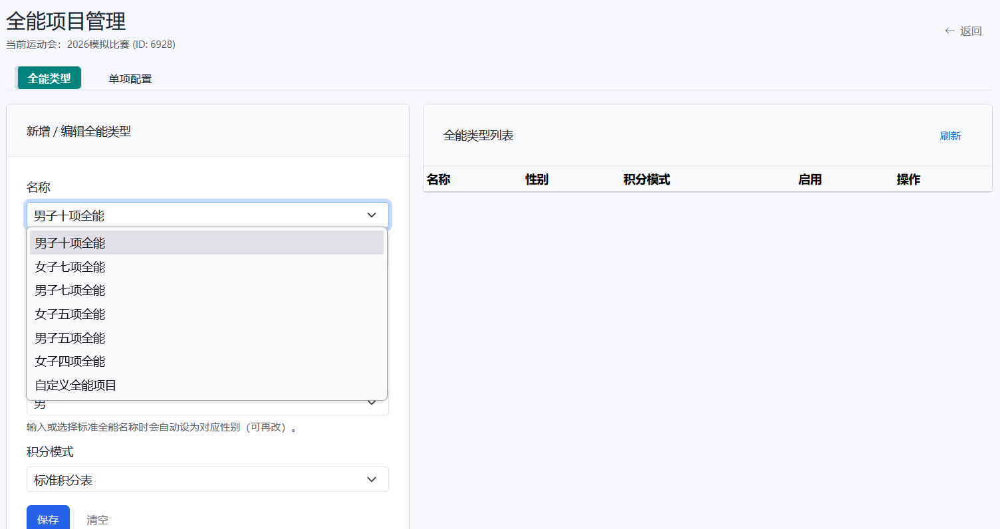 全能项目管理
当前运动会：2026模拟比赛 (ID: 6928)
← 返回
全能类型
单项配置
新增 / 编辑全能类型
名称
男子十项全能
男子十项全能
女子七项全能
男子七项全能
女子五项全能
男子五项全能
女子四项全能
自定义全能项目
男
输入或选择标准全能名称时会自动设为对应性别（可再改）。
积分模式
标准积分表
保存
清空
全能类型列表
刷新
名称 性别 积分模式 启用 操作